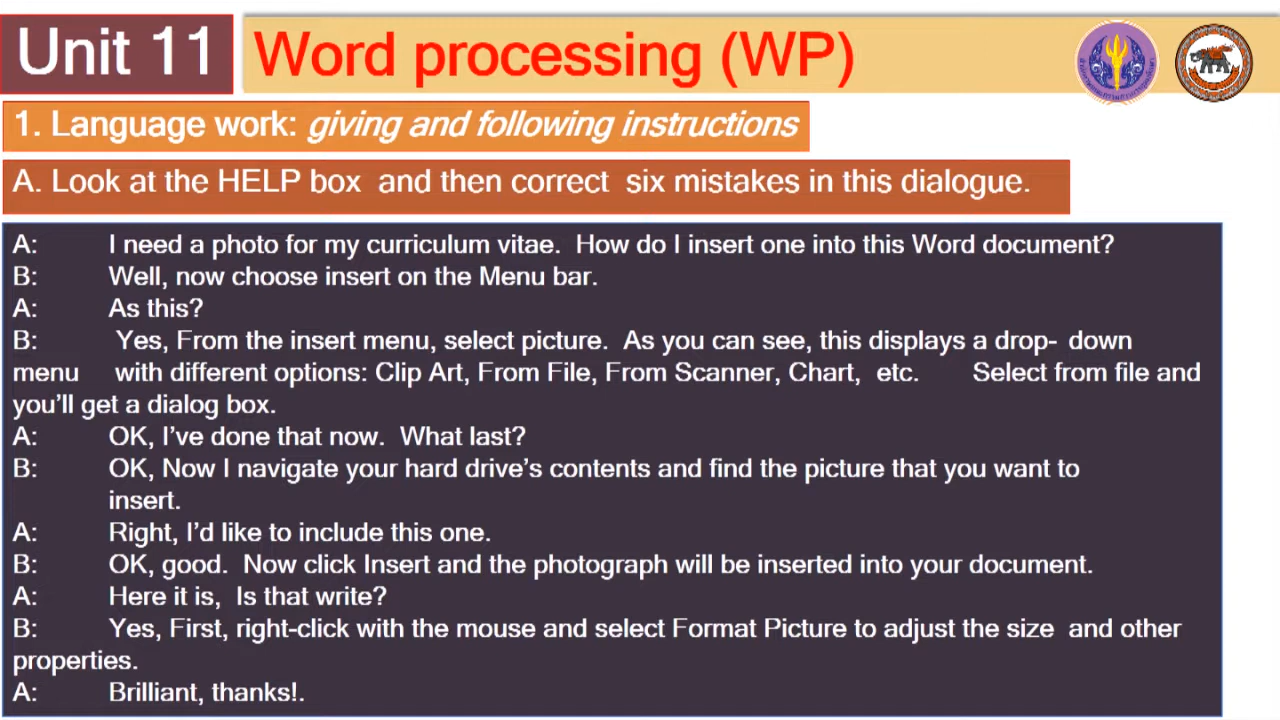 Unit 11
Word processing (WP)
1. Language work: giving and following instructions
A. Look at the HELP box and then correct six mistakes in this dialogue.
A: I need a photo for my curriculum vitae. How do I insert one into this Word document?
B: Well, now choose insert on the Menu bar.
A: As this?
B: Yes, From the insert menu, select picture. As you can see, this displays a drop- down
menu with different options: Clip Art, From File, From Scanner, Chart, etc. Select from file and
you'll get a dialog box.
A: OK, I've done that now. What last?
B: OK, Now I navigate your hard drive's contents and find the picture that you want to
insert.
A: Right, I'd like to include this one.
B: OK, good. Now click Insert and the photograph will be inserted into your document.
A: Here it is, Is that write?
B: Yes, First, right-click with the mouse and select Format Picture to adjust the size and other
properties.
A: Brilliant, thanks!.